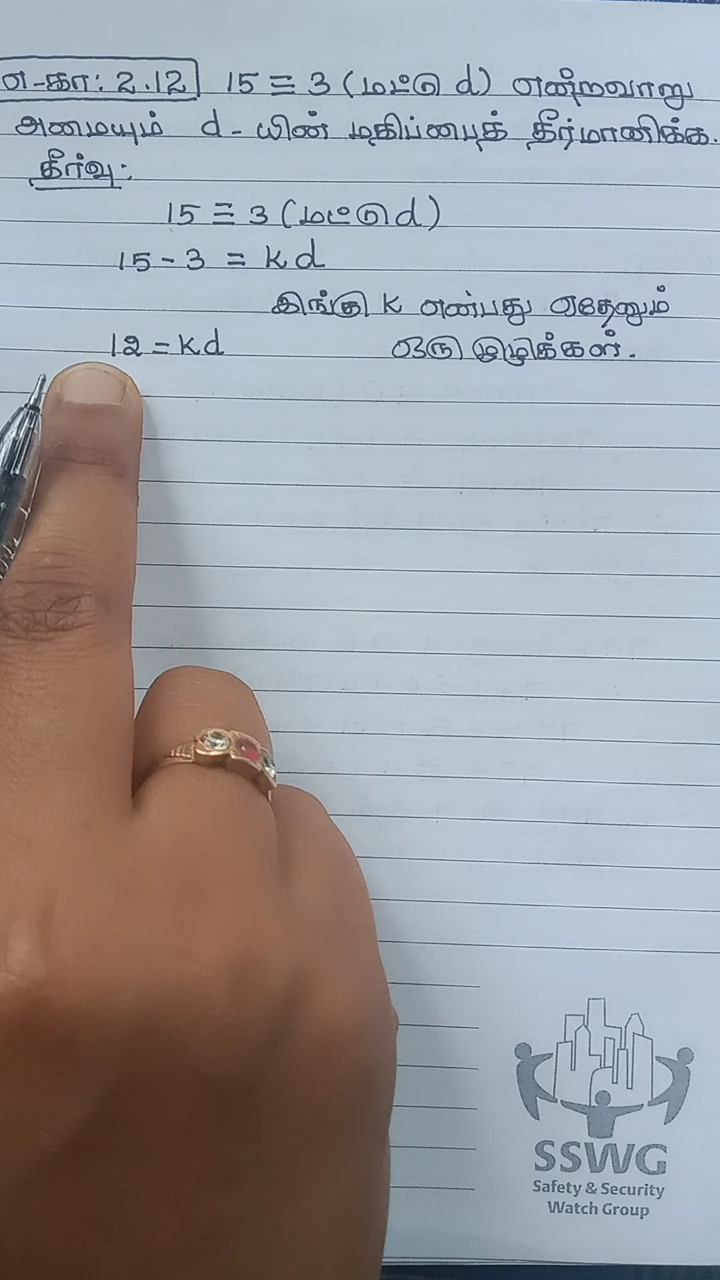 எ-கா: 2.12 15 ≡ 3 (மட்டு d) என்றவாறு
அமையும் d - யின் மதிப்பைத் தீர்மானிக்க.
தீர்வு:
15 ≡ 3 (மட்டு d)
15 - 3 = kd
இங்கு k என்பது ஏதேனும்
12 = kd ஒரு முழுக்கள்.
SSWG
Safety & Security
Watch Group